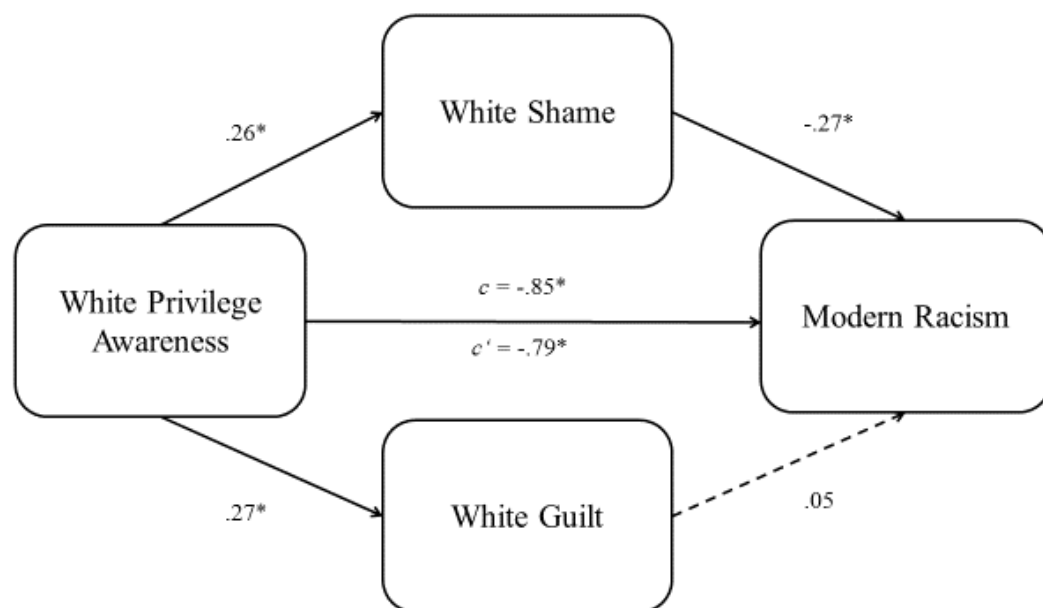 White Shame
.26*
-.27*
White Privilege
Awareness
c = -.85*
c‘ = -.79*
Modern Racism
White Guilt
.27*
.05